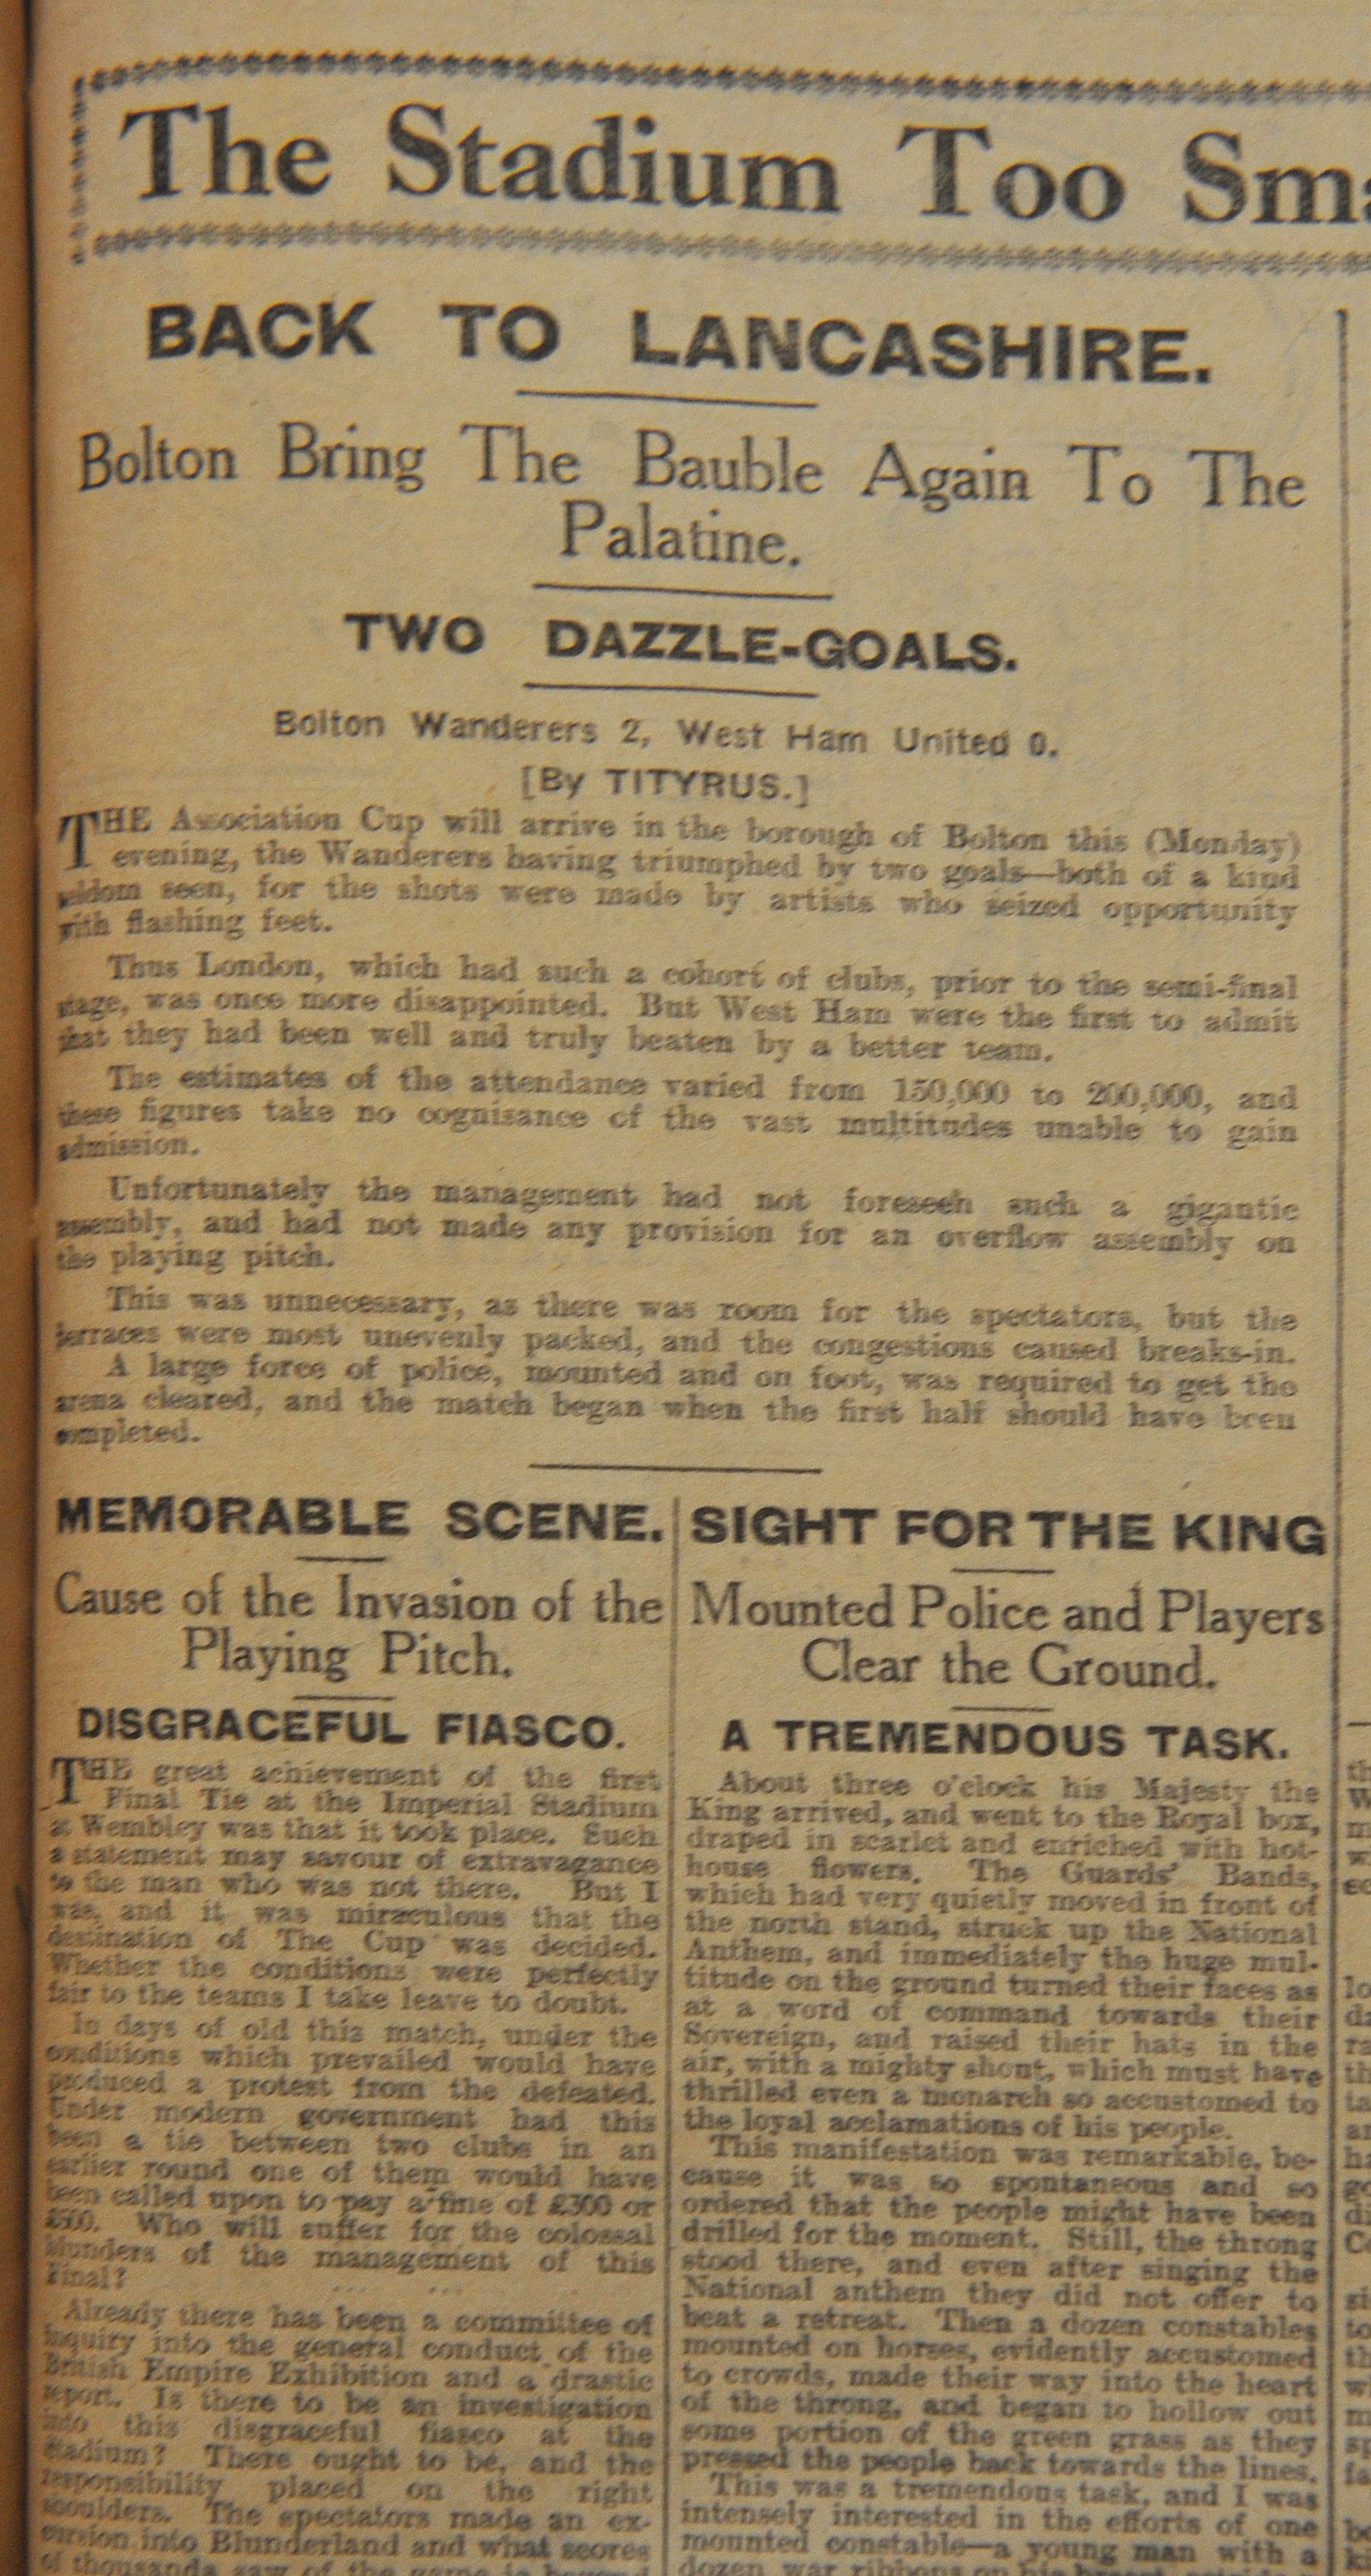 The Stadium Too Sma
BACK TO LANCASHIRE.
Bolton Bring The Bauble Again To The
Palatine.
TWO DAZZLE-GOALS.
Bolton Wanderers 2, West Ham United 0.
[By TITYRUS.]
THE Association Cup will arrive in the borough of Bolton this (Monday)
evening, the Wanderers having triumphed by two goals—both of a kind
seldom seen, for the shots were made by artists who seized opportunity
with flashing feet.
Thus London, which had such a cohort of clubs, prior to the semi-final
stage, was once more disappointed. But West Ham were the first to admit
that they had been well and truly beaten by a better team.
The estimates of the attendance varied from 150,000 to 200,000, and
these figures take no cognisance of the vast multitudes unable to gain
admission.
Unfortunately the management had not foreseen such a gigantic
assembly, and had not made any provision for an overflow assembly on
the playing pitch.
This was unnecessary, as there was room for the spectators, but the
terraces were most unevenly packed, and the congestions caused breaks-in.
A large force of police, mounted and on foot, was required to get the
arena cleared, and the match began when the first half should have been
completed.
MEMORABLE SCENE.
Cause of the Invasion of the
Playing Pitch.
DISGRACEFUL FIASCO.
THE great achievement of the first
Final Tie at the Imperial Stadium
at Wembley was that it took place. Such
a statement may savour of extravagance
to the man who was not there. But I
was, and it was miraculous that the
destination of The Cup was decided.
Whether the conditions were perfectly
fair to the teams I take leave to doubt.
In days of old this match, under the
conditions which prevailed would have
produced a protest from the defeated.
Under modern government had this
been a tie between two clubs in an
earlier round one of them would have
been called upon to pay a fine of £300 or
Who will suffer for the colossal
blunders of the management of this
Final?
Already there has been a committee of
inquiry into the general conduct of the
British Empire Exhibition and a drastic
report. Is there to be an investigation
into this disgraceful fiasco at the
Stadium? There ought to be, and the
responsibility placed on the right
shoulders. The spectators made an ex-
cursion into Blunderland and what scores
of thousands saw of the game is beyond
SIGHT FOR THE KING
Mounted Police and Players
Clear the Ground.
A TREMENDOUS TASK.
About three o'clock his Majesty the
King arrived, and went to the Royal box,
draped in scarlet and enriched with hot-
house flowers. The Guards' Bands,
which had very quietly moved in front of
the north stand, struck up the National
Anthem, and immediately the huge mul-
titude on the ground turned their faces as
at a word of command towards their
Sovereign, and raised their hats in the
air, with a mighty shout, which must have
thrilled even a monarch so accustomed to
the loyal acclamations of his people.
This manifestation was remarkable, be-
cause it was so spontaneous and so
ordered that the people might have been
drilled for the moment. Still, the throng
stood there, and even after singing the
National anthem they did not offer to
beat a retreat. Then a dozen constables
mounted on horses, evidently accustomed
to crowds, made their way into the heart
of the throng, and began to hollow out
some portion of the green grass as they
pressed the people back towards the lines.
This was a tremendous task, and I was
intensely interested in the efforts of one
mounted constable—a young man with a
dozen war ribbons on his